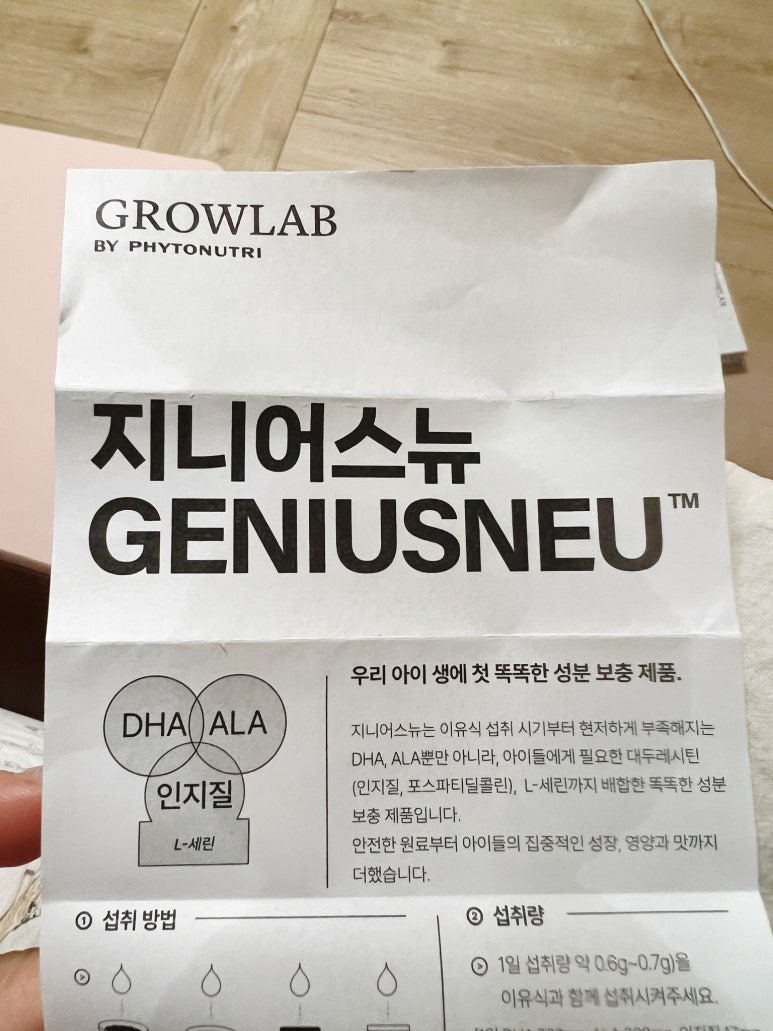 GROWLAB
BY PHYTONUTRI
지니어스뉴
GENIUSNEU™
DHA ALA
인지질
L-세린
우리 아이 생에 첫 똑똑한 성분 보충 제품.
지니어스뉴는 이유식 섭취 시기부터 현저하게 부족해지는
DHA, ALA뿐만 아니라, 아이들에게 필요한 대두레시틴
(인지질, 포스파티딜콜린), L-세린까지 배합한 똑똑한 성분
보충 제품입니다.
안전한 원료부터 아이들의 집중적인 성장, 영양과 맛까지
더했습니다.
① 섭취 방법
② 섭취량
1일 섭취량 약 0.6g~0.7g)을
이유식과 함께 섭취시켜주세요.